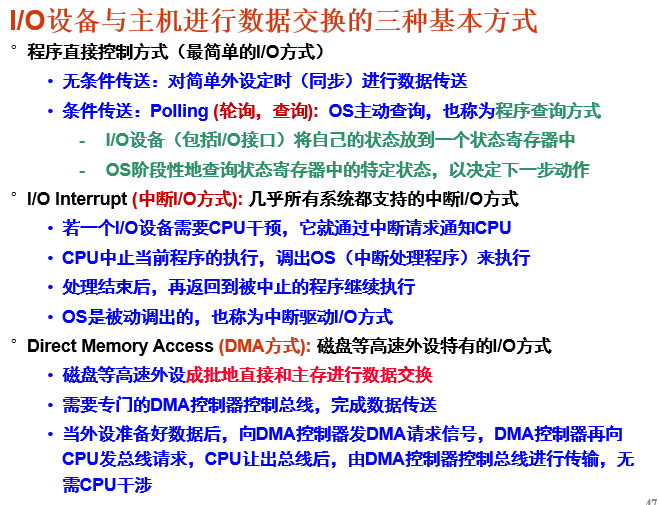 I/O设备与主机进行数据交换的三种基本方式
° 程序直接控制方式（最简单的I/O方式）
• 无条件传送：对简单外设定时（同步）进行数据传送
• 条件传送：Polling (轮询，查询)：OS主动查询，也称为程序查询方式
- I/O设备（包括I/O接口）将自己的状态放到一个状态寄存器中
- OS阶段性地查询状态寄存器中的特定状态，以决定下一步动作
° I/O Interrupt (中断I/O方式): 几乎所有系统都支持的中断I/O方式
• 若一个I/O设备需要CPU干预，它就通过中断请求通知CPU
• CPU中止当前程序的执行，调出OS（中断处理程序）来执行
• 处理结束后，再返回到被中止的程序继续执行
• OS是被动调出的，也称为中断驱动I/O方式
° Direct Memory Access (DMA方式): 磁盘等高速外设特有的I/O方式
• 磁盘等高速外设成批地直接和主存进行数据交换
• 需要专门的DMA控制器控制总线，完成数据传送
• 当外设准备好数据后，向DMA控制器发DMA请求信号，DMA控制器再向
CPU发总线请求，CPU让出总线后，由DMA控制器控制总线进行传输，无
需CPU干涉
47